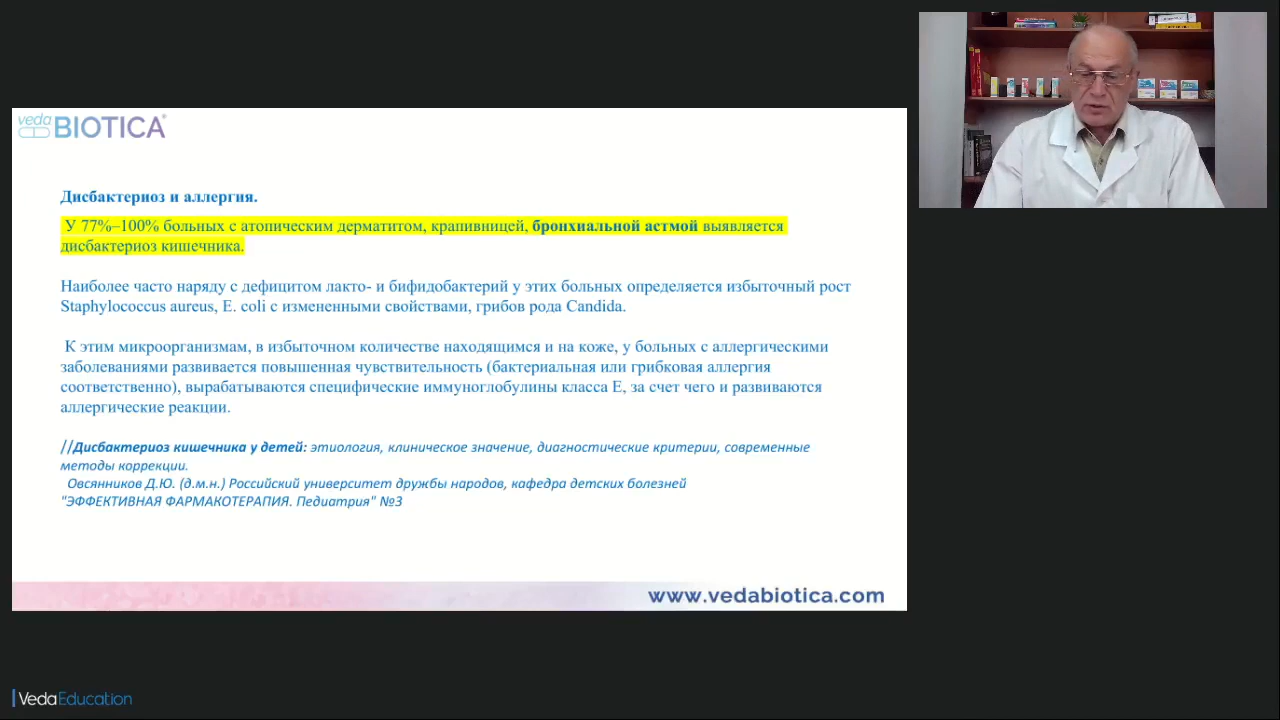 veda
BIOTICA®
Дисбактериоз и аллергия.
У 77%–100% больных с атопическим дерматитом, крапивницей, бронхиальной астмой выявляется
дисбактериоз кишечника.
Наиболее часто наряду с дефицитом лакто- и бифидобактерий у этих больных определяется избыточный рост
Staphylococcus aureus, E. coli с измененными свойствами, грибов рода Candida.
К этим микроорганизмам, в избыточном количестве находящимся и на коже, у больных с аллергическими
заболеваниями развивается повышенная чувствительность (бактериальная или грибковая аллергия
соответственно), вырабатываются специфические иммуноглобулины класса Е, за счет чего и развиваются
аллергические реакции.
//Дисбактериоз кишечника у детей: этиология, клиническое значение, диагностические критерии, современные
методы коррекции.
Овсянников Д.Ю. (д.м.н.) Российский университет дружбы народов, кафедра детских болезней
"ЭФФЕКТИВНАЯ ФАРМАКОТЕРАПИЯ. Педиатрия" №3
www.vedabiotica.com
VedaEducation